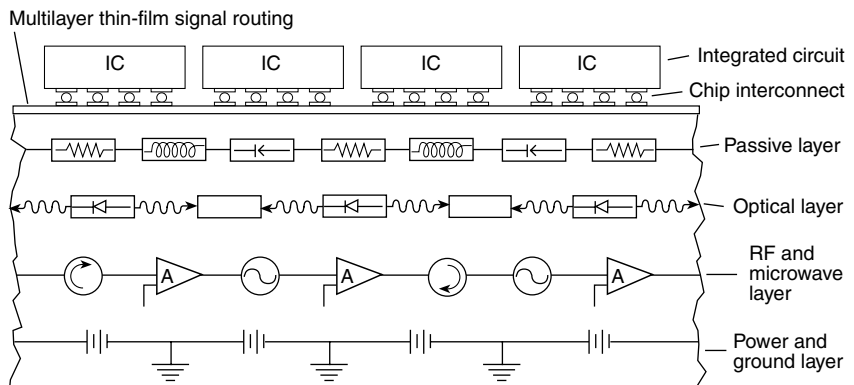 Multilayer thin-film signal routing
IC IC IC IC
Integrated circuit
Chip interconnect
Passive layer
Optical layer
A A A
RF and
microwave
layer
Power and
ground layer